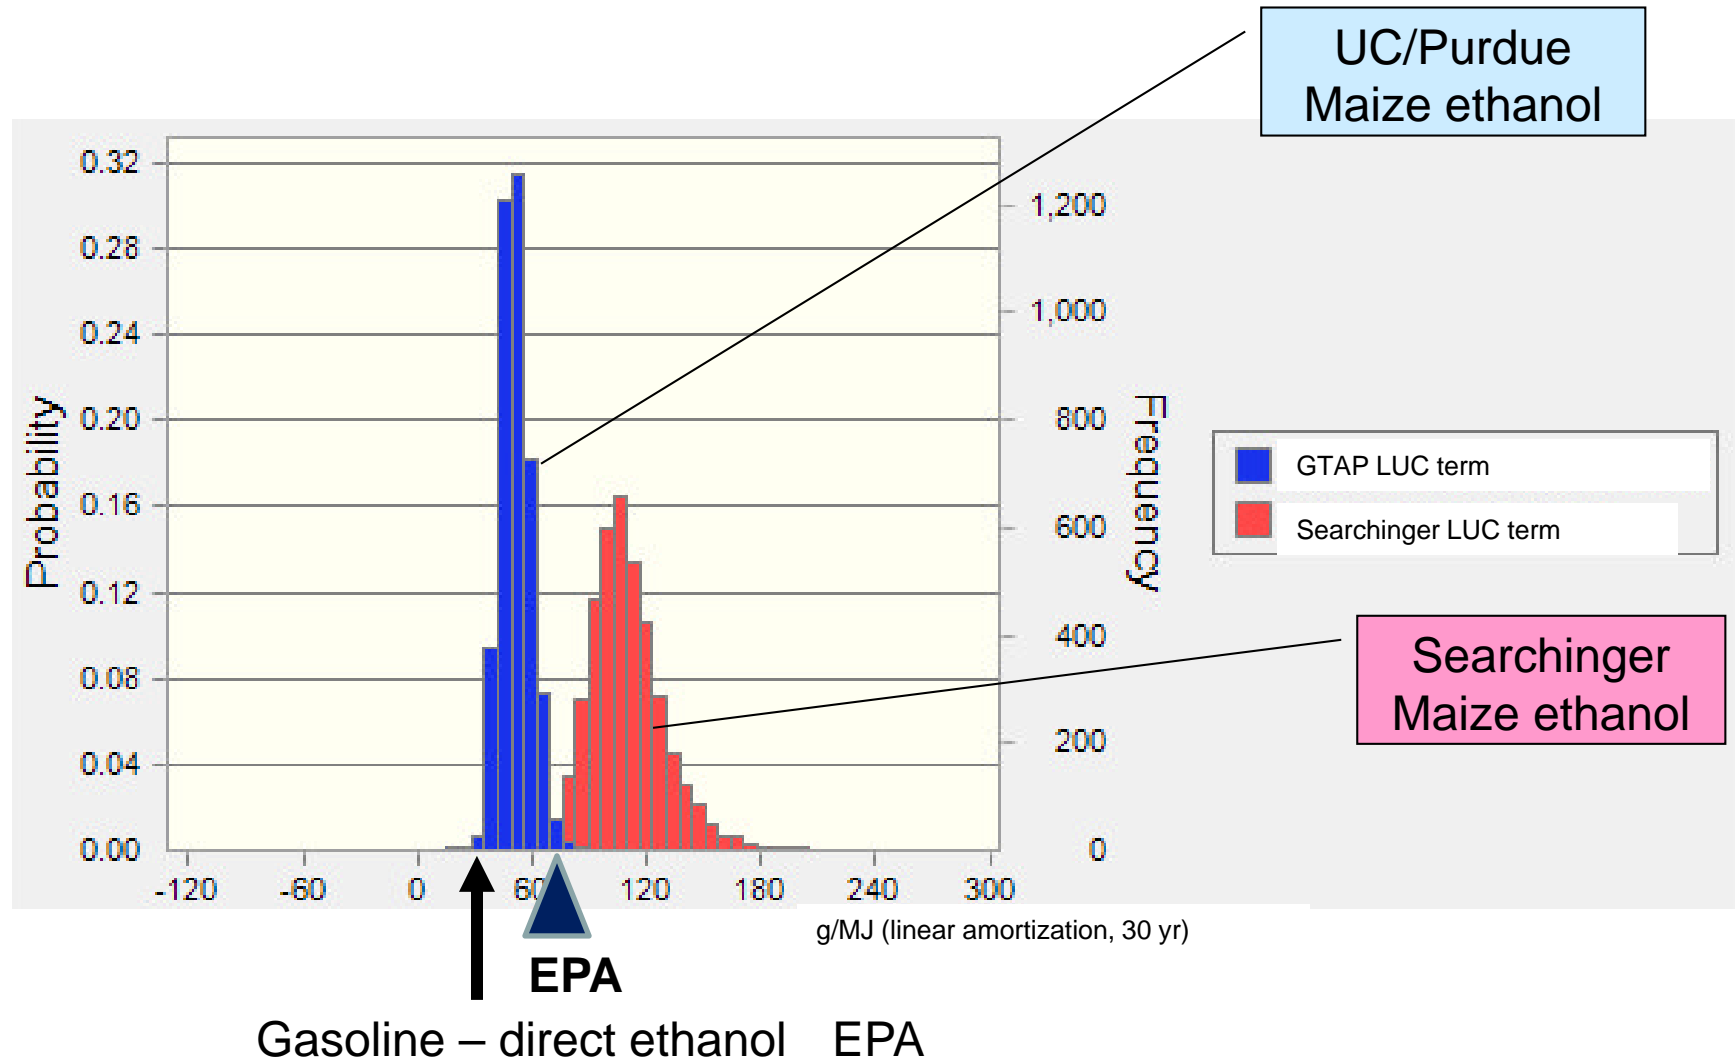 UC/Purdue
Maize ethanol
0.32
0.28
0.24
0.20
0.16
0.12
0.08
0.04
0.00
Probability
1,200
1,000
800
600
400
200
0
Frequency
GTAP LUC term
Searchinger LUC term
Searchinger
Maize ethanol
-120 -60 0 60 120 180 240 300
g/MJ (linear amortization, 30 yr)
EPA
Gasoline – direct ethanol EPA